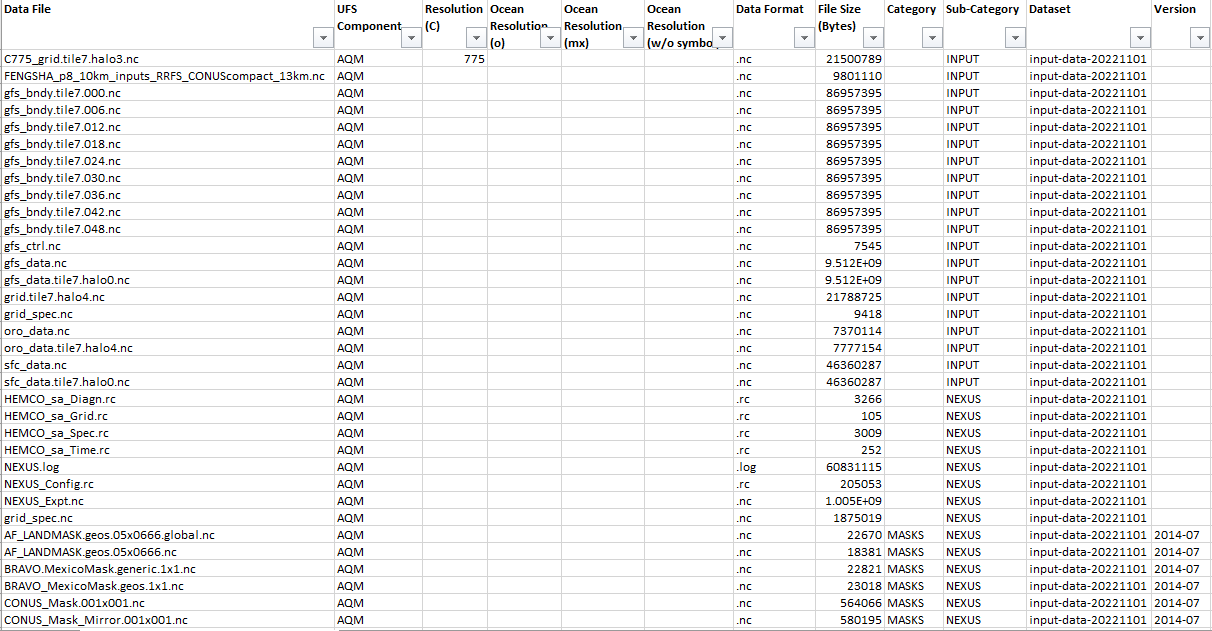 Data File UFS Component Resolution (C) Ocean Resolution (o) Ocean Resolution (mx) Ocean Resolution (w/o symbo Data Format File Size (Bytes) Category Sub-Category Dataset Version
C775_grid.tile7.halo3.nc AQM 775 .nc 21500789 INPUT input-data-20221101
FENGSHA_p8_10km_inputs_RRFS_CONUScompact_13km.nc AQM .nc 9801110 INPUT input-data-20221101
gfs_bndy.tile7.000.nc AQM .nc 86957395 INPUT input-data-20221101
gfs_bndy.tile7.006.nc AQM .nc 86957395 INPUT input-data-20221101
gfs_bndy.tile7.012.nc AQM .nc 86957395 INPUT input-data-20221101
gfs_bndy.tile7.018.nc AQM .nc 86957395 INPUT input-data-20221101
gfs_bndy.tile7.024.nc AQM .nc 86957395 INPUT input-data-20221101
gfs_bndy.tile7.030.nc AQM .nc 86957395 INPUT input-data-20221101
gfs_bndy.tile7.036.nc AQM .nc 86957395 INPUT input-data-20221101
gfs_bndy.tile7.042.nc AQM .nc 86957395 INPUT input-data-20221101
gfs_bndy.tile7.048.nc AQM .nc 86957395 INPUT input-data-20221101
gfs_ctrl.nc AQM .nc 7545 INPUT input-data-20221101
gfs_data.nc AQM .nc 9.512E+09 INPUT input-data-20221101
gfs_data.tile7.halo0.nc AQM .nc 9.512E+09 INPUT input-data-20221101
grid.tile7.halo4.nc AQM .nc 21788725 INPUT input-data-20221101
grid_spec.nc AQM .nc 9418 INPUT input-data-20221101
oro_data.nc AQM .nc 7370114 INPUT input-data-20221101
oro_data.tile7.halo4.nc AQM .nc 7777154 INPUT input-data-20221101
sfc_data.nc AQM .nc 46360287 INPUT input-data-20221101
sfc_data.tile7.halo0.nc AQM .nc 46360287 INPUT input-data-20221101
HEMCO_sa_Diagn.rc AQM .rc 3266 NEXUS input-data-20221101
HEMCO_sa_Grid.rc AQM .rc 105 NEXUS input-data-20221101
HEMCO_sa_Spec.rc AQM .rc 3009 NEXUS input-data-20221101
HEMCO_sa_Time.rc AQM .rc 252 NEXUS input-data-20221101
NEXUS.log AQM .log 60831115 NEXUS input-data-20221101
NEXUS_Config.rc AQM .rc 205053 NEXUS input-data-20221101
NEXUS_Expt.nc AQM .nc 1.005E+09 NEXUS input-data-20221101
grid_spec.nc AQM .nc 1875019 NEXUS input-data-20221101
AF_LANDMASK.geos.05x0666.global.nc AQM .nc 22670 MASKS NEXUS input-data-20221101 2014-07
AF_LANDMASK.geos.05x0666.nc AQM .nc 18381 MASKS NEXUS input-data-20221101 2014-07
BRAVO.MexicoMask.generic.1x1.nc AQM .nc 22821 MASKS NEXUS input-data-20221101 2014-07
BRAVO_MexicoMask.geos.1x1.nc AQM .nc 23018 MASKS NEXUS input-data-20221101 2014-07
CONUS_Mask.001x001.nc AQM .nc 564066 MASKS NEXUS input-data-20221101 2014-07
CONUS_Mask_Mirror.001x001.nc AQM .nc 580195 MASKS NEXUS input-data-20221101 2014-07